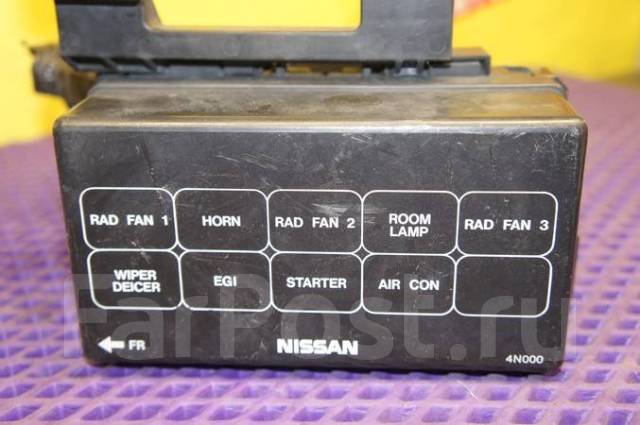 RAD FAN 1
HORN
RAD FAN 2
ROOM
LAMP
RAD FAN 3
WIPER
DEICER
EGI
STARTER
AIR CON
FR
NISSAN
4N000
FarPost.ru